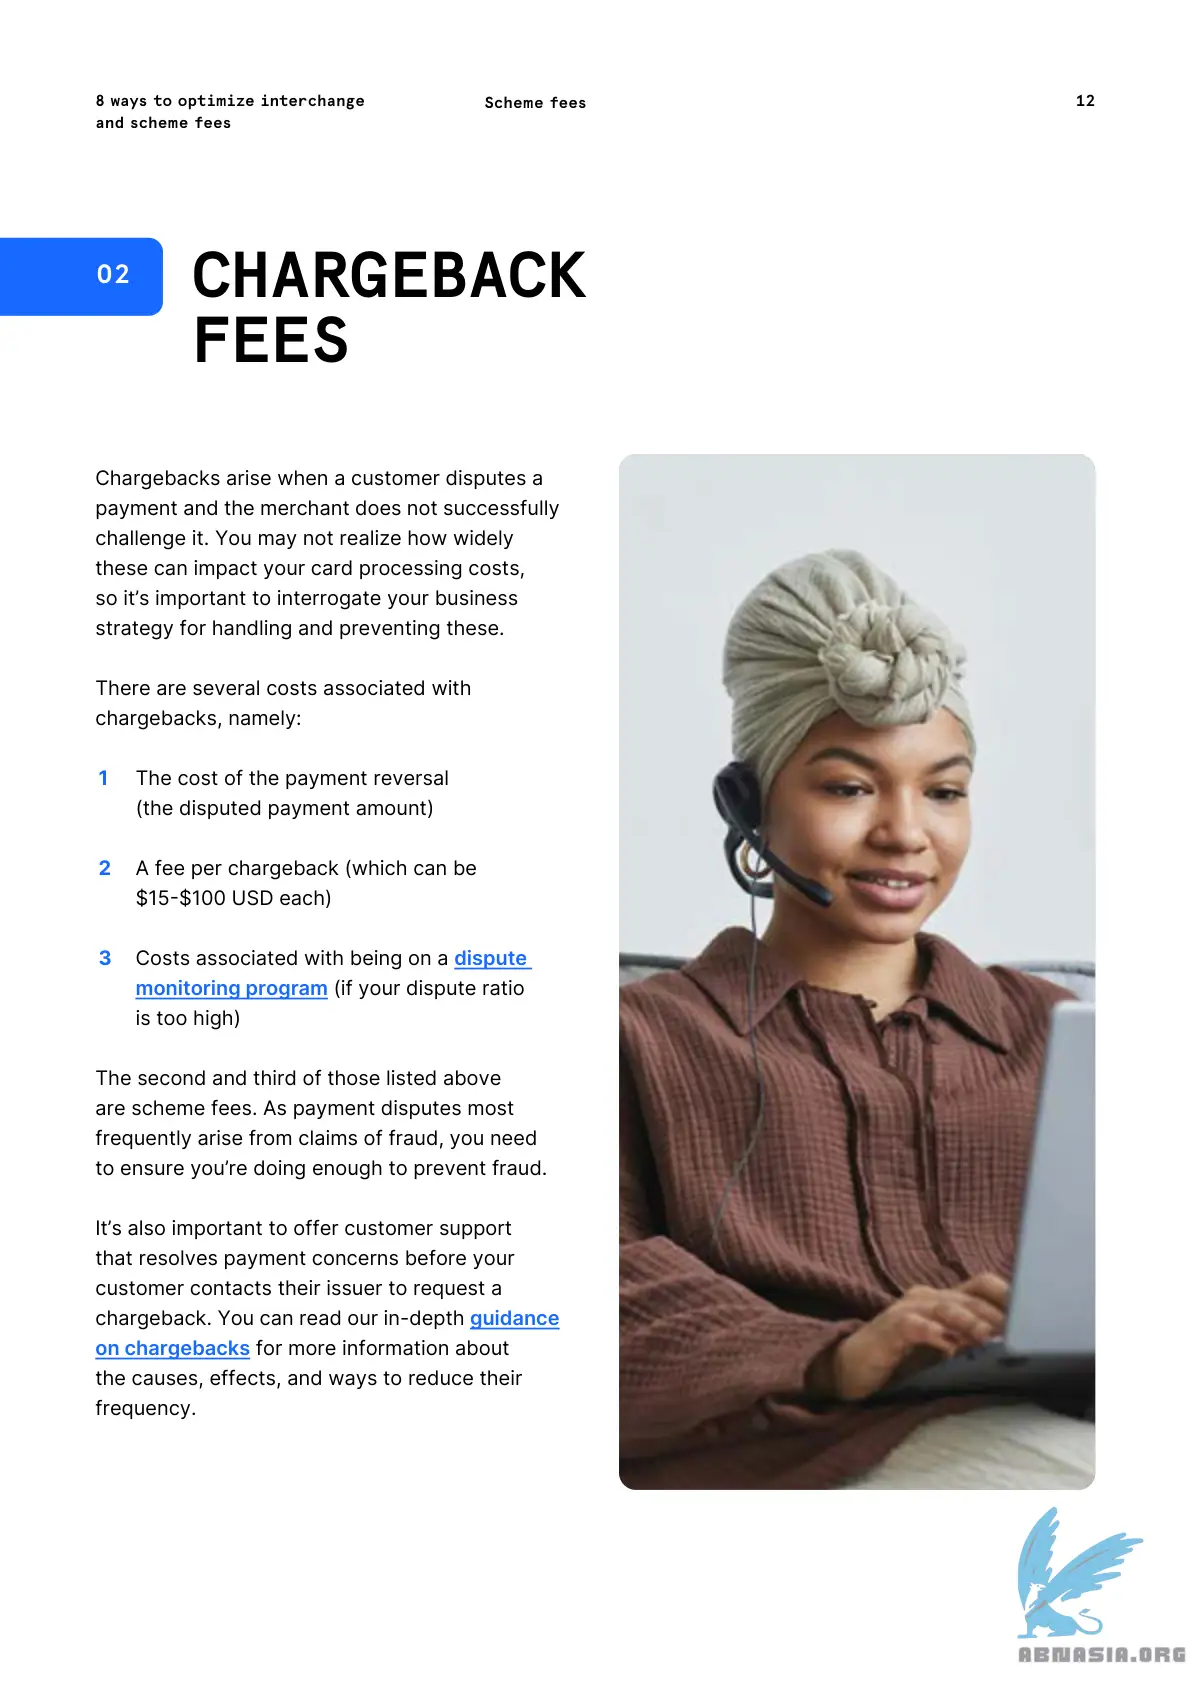 8 ways to optimize interchange
and scheme fees
Scheme fees
12
02
CHARGEBACK
FEES
Chargebacks arise when a customer disputes a
payment and the merchant does not successfully
challenge it. You may not realize how widely
these can impact your card processing costs,
so it’s important to interrogate your business
strategy for handling and preventing these.
There are several costs associated with
chargebacks, namely:
1 The cost of the payment reversal
(the disputed payment amount)
2 A fee per chargeback (which can be
$15-$100 USD each)
3 Costs associated with being on a dispute
monitoring program (if your dispute ratio
is too high)
The second and third of those listed above
are scheme fees. As payment disputes most
frequently arise from claims of fraud, you need
to ensure you’re doing enough to prevent fraud.
It’s also important to offer customer support
that resolves payment concerns before your
customer contacts their issuer to request a
chargeback. You can read our in-depth guidance
on chargebacks for more information about
the causes, effects, and ways to reduce their
frequency.
ABNASIA.ORG